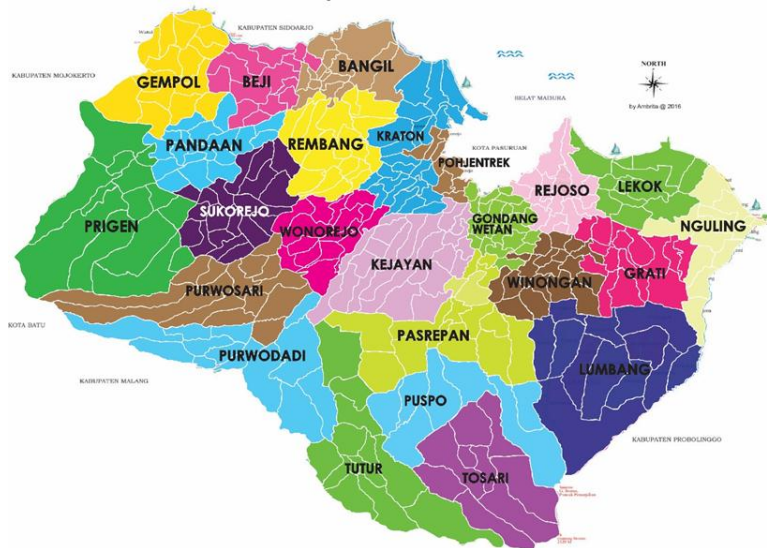 KABUPATEN SIDOARJO
KABUPATEN MOJOKERTO
GEMPOL
BEJI
BANGIL
NORTH
SELAT MADURA
by Ambrita @ 2016
PANDAAN
REMBANG
KRATON
KOTA PASURUAN
POHJENTREK
REJOSO
LEKOK
PRIGEN
SUKOREJO
WONOREJO
GONDANG
WETAN
NGULING
KEJAYAN
WINONGAN
GRATI
PURWOSARI
KOTA BATU
PASREPAN
PURWODADI
LUMBANG
KABUPATEN MALANG
PUSPO
KABUPATEN PROBOLINGGO
TUTUR
TOSARI